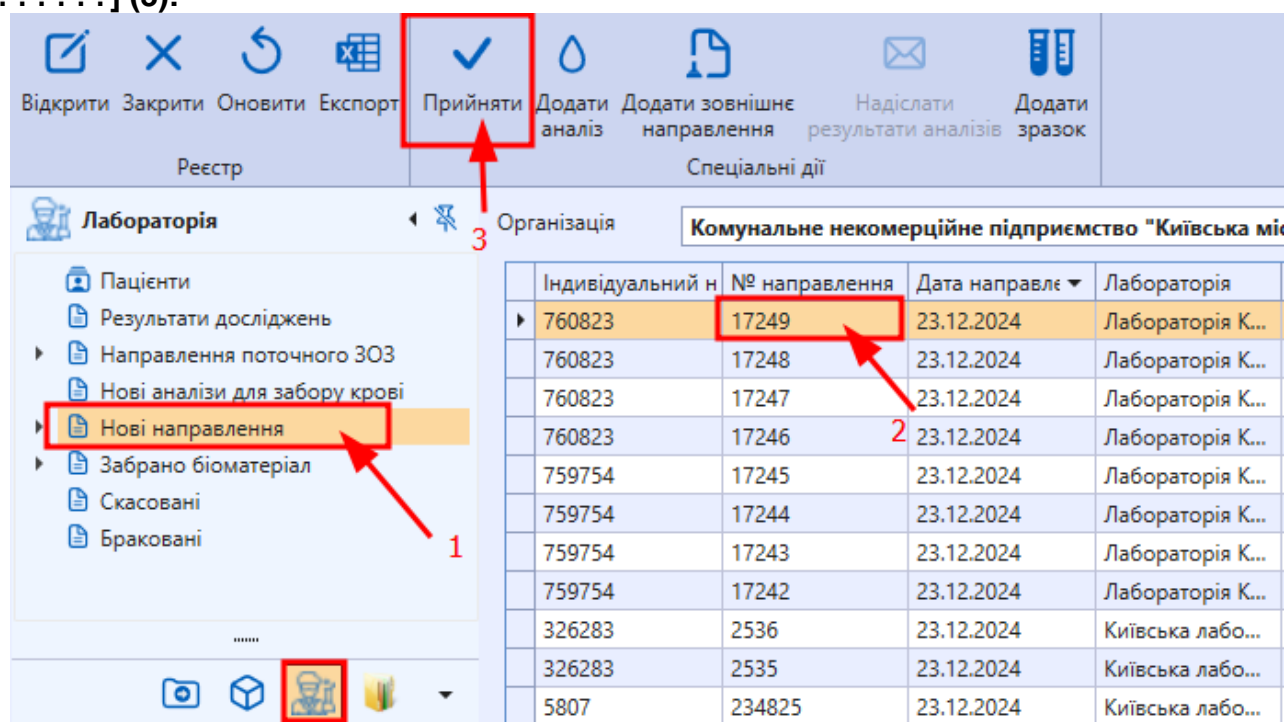 . . . . . . ] (3).
Відкрити Закрити Оновити Експорт Прийняти Додати аналіз Додати зовнішнє направлення Надіслати результати аналізів Додати зразок
Реєстр Спеціальні дії
Лабораторія
3
Організація Комунальне некомерційне підприємство "Київська міс
Пацієнти
Результати досліджень
Направлення поточного ЗОЗ
Нові аналізи для забору крові
Нові направлення
Забрано біоматеріал
Скасовані
Браковані
1
Індивідуальний н № направлення Дата направле Лабораторія
760823 17249 23.12.2024 Лабораторія К...
760823 17248 23.12.2024 Лабораторія К...
760823 17247 23.12.2024 Лабораторія К...
760823 17246 2 23.12.2024 Лабораторія К...
759754 17245 23.12.2024 Лабораторія К...
759754 17244 23.12.2024 Лабораторія К...
759754 17243 23.12.2024 Лабораторія К...
759754 17242 23.12.2024 Лабораторія К...
326283 2536 23.12.2024 Київська лабо...
326283 2535 23.12.2024 Київська лабо...
5807 234825 23.12.2024 Київська лабо...